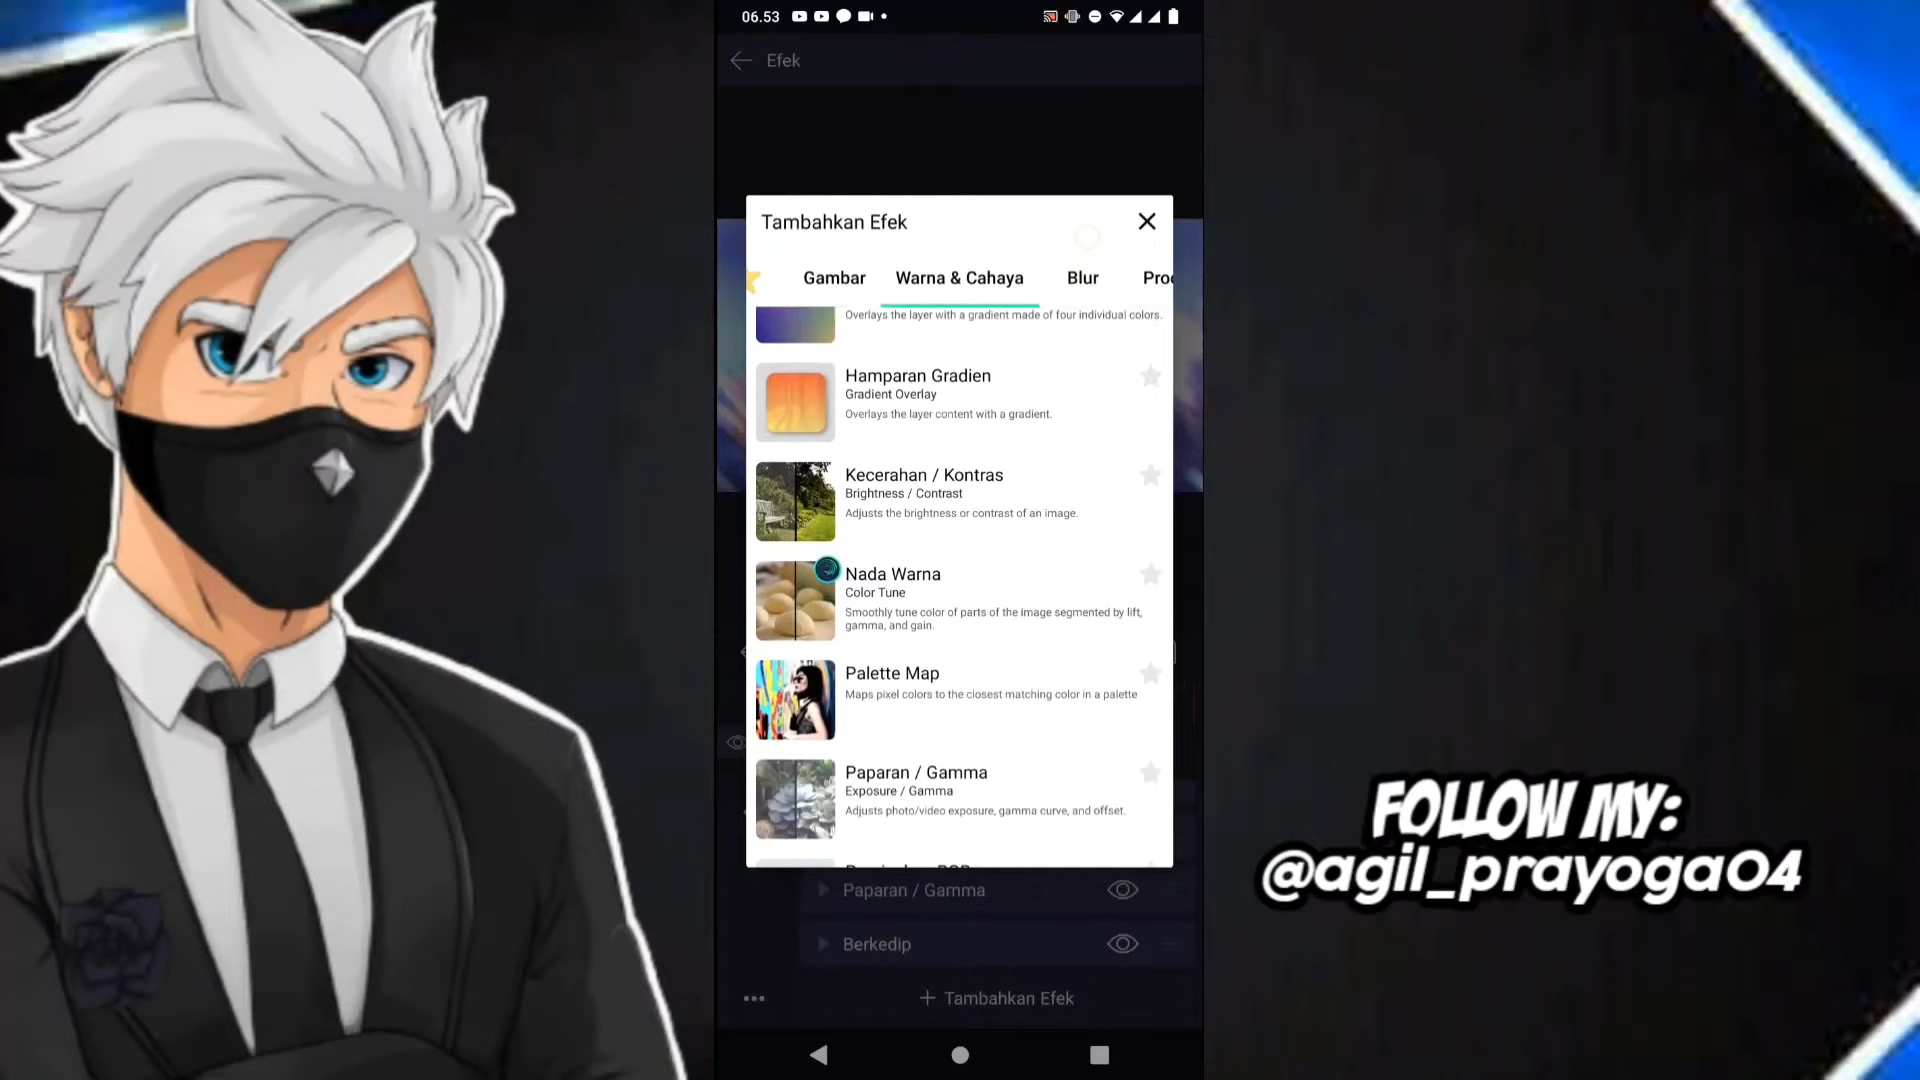 06.53
Efek
Tambahkan Efek
Gambar Warna & Cahaya Blur
Overlays the layer with a gradient made of four individual colors.
Hamparan Gradien
Gradient Overlay
Overlays the layer content with a gradient.
Kecerahan / Kontras
Brightness / Contrast
Adjusts the brightness or contrast of an image.
Nada Warna
Color Tune
Smoothly tune color of parts of the image segmented by lift,
gamma, and gain.
Palette Map
Maps pixel colors to the closest matching color in a palette
Paparan / Gamma
Exposure / Gamma
Adjusts photo/video exposure, gamma curve, and offset.
Paparan / Gamma
Berkedip
+ Tambahkan Efek
FOLLOW MY:
@agil_prayoga04